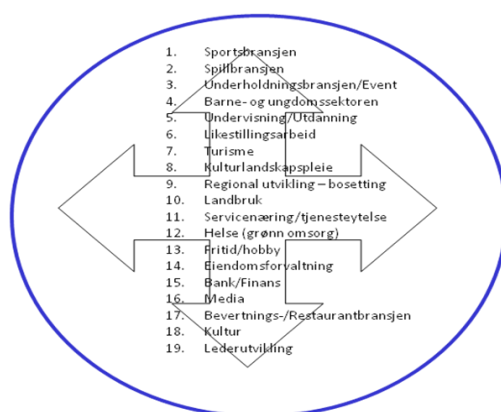 1. Sportsbransjen
2. Spillbransjen
3. Underholdningsbransjen/Event
4. Barne- og ungdomssektoren
5. Undervisning/Utdanning
6. Likestillingsarbeid
7. Turisme
8. Kulturlandskapspleie
9. Regional utvikling – bosetting
10. Landbruk
11. Servicenæring/tjenesteytelse
12. Helse (grønn omsorg)
13. Fritid/hobby
14. Eiendomsforvaltning
15. Bank/Finans
16. Media
17. Bevertnings-/Restaurantbransjen
18. Kultur
19. Lederutvikling